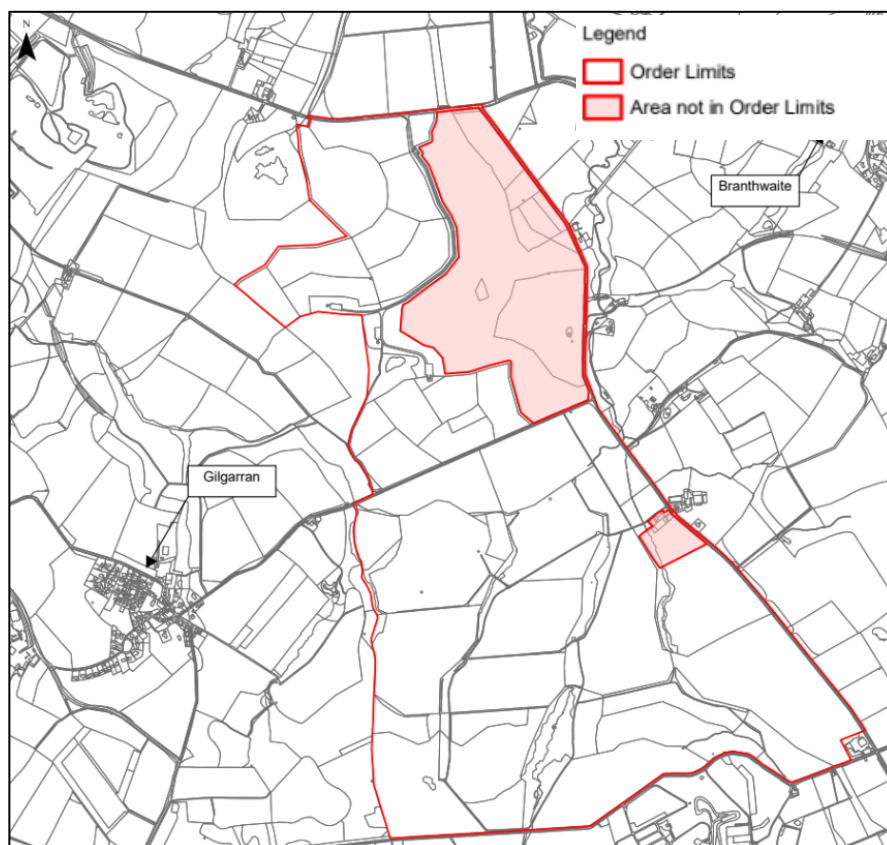 N
Legend
Order Limits
Area not in Order Limits
Branthwaite
Gilgarran